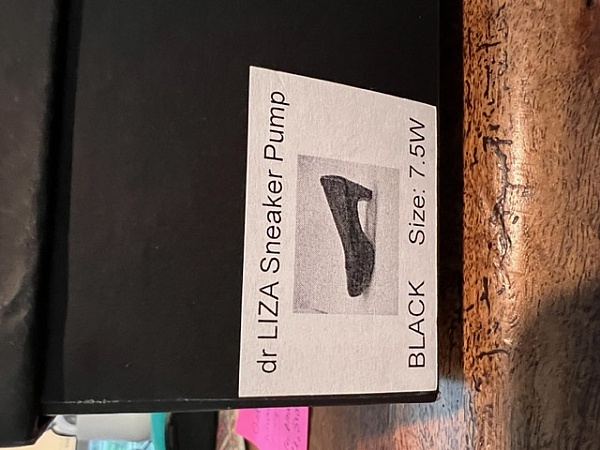 dr LIZA Sneaker Pump
BLACK Size: 7.5W